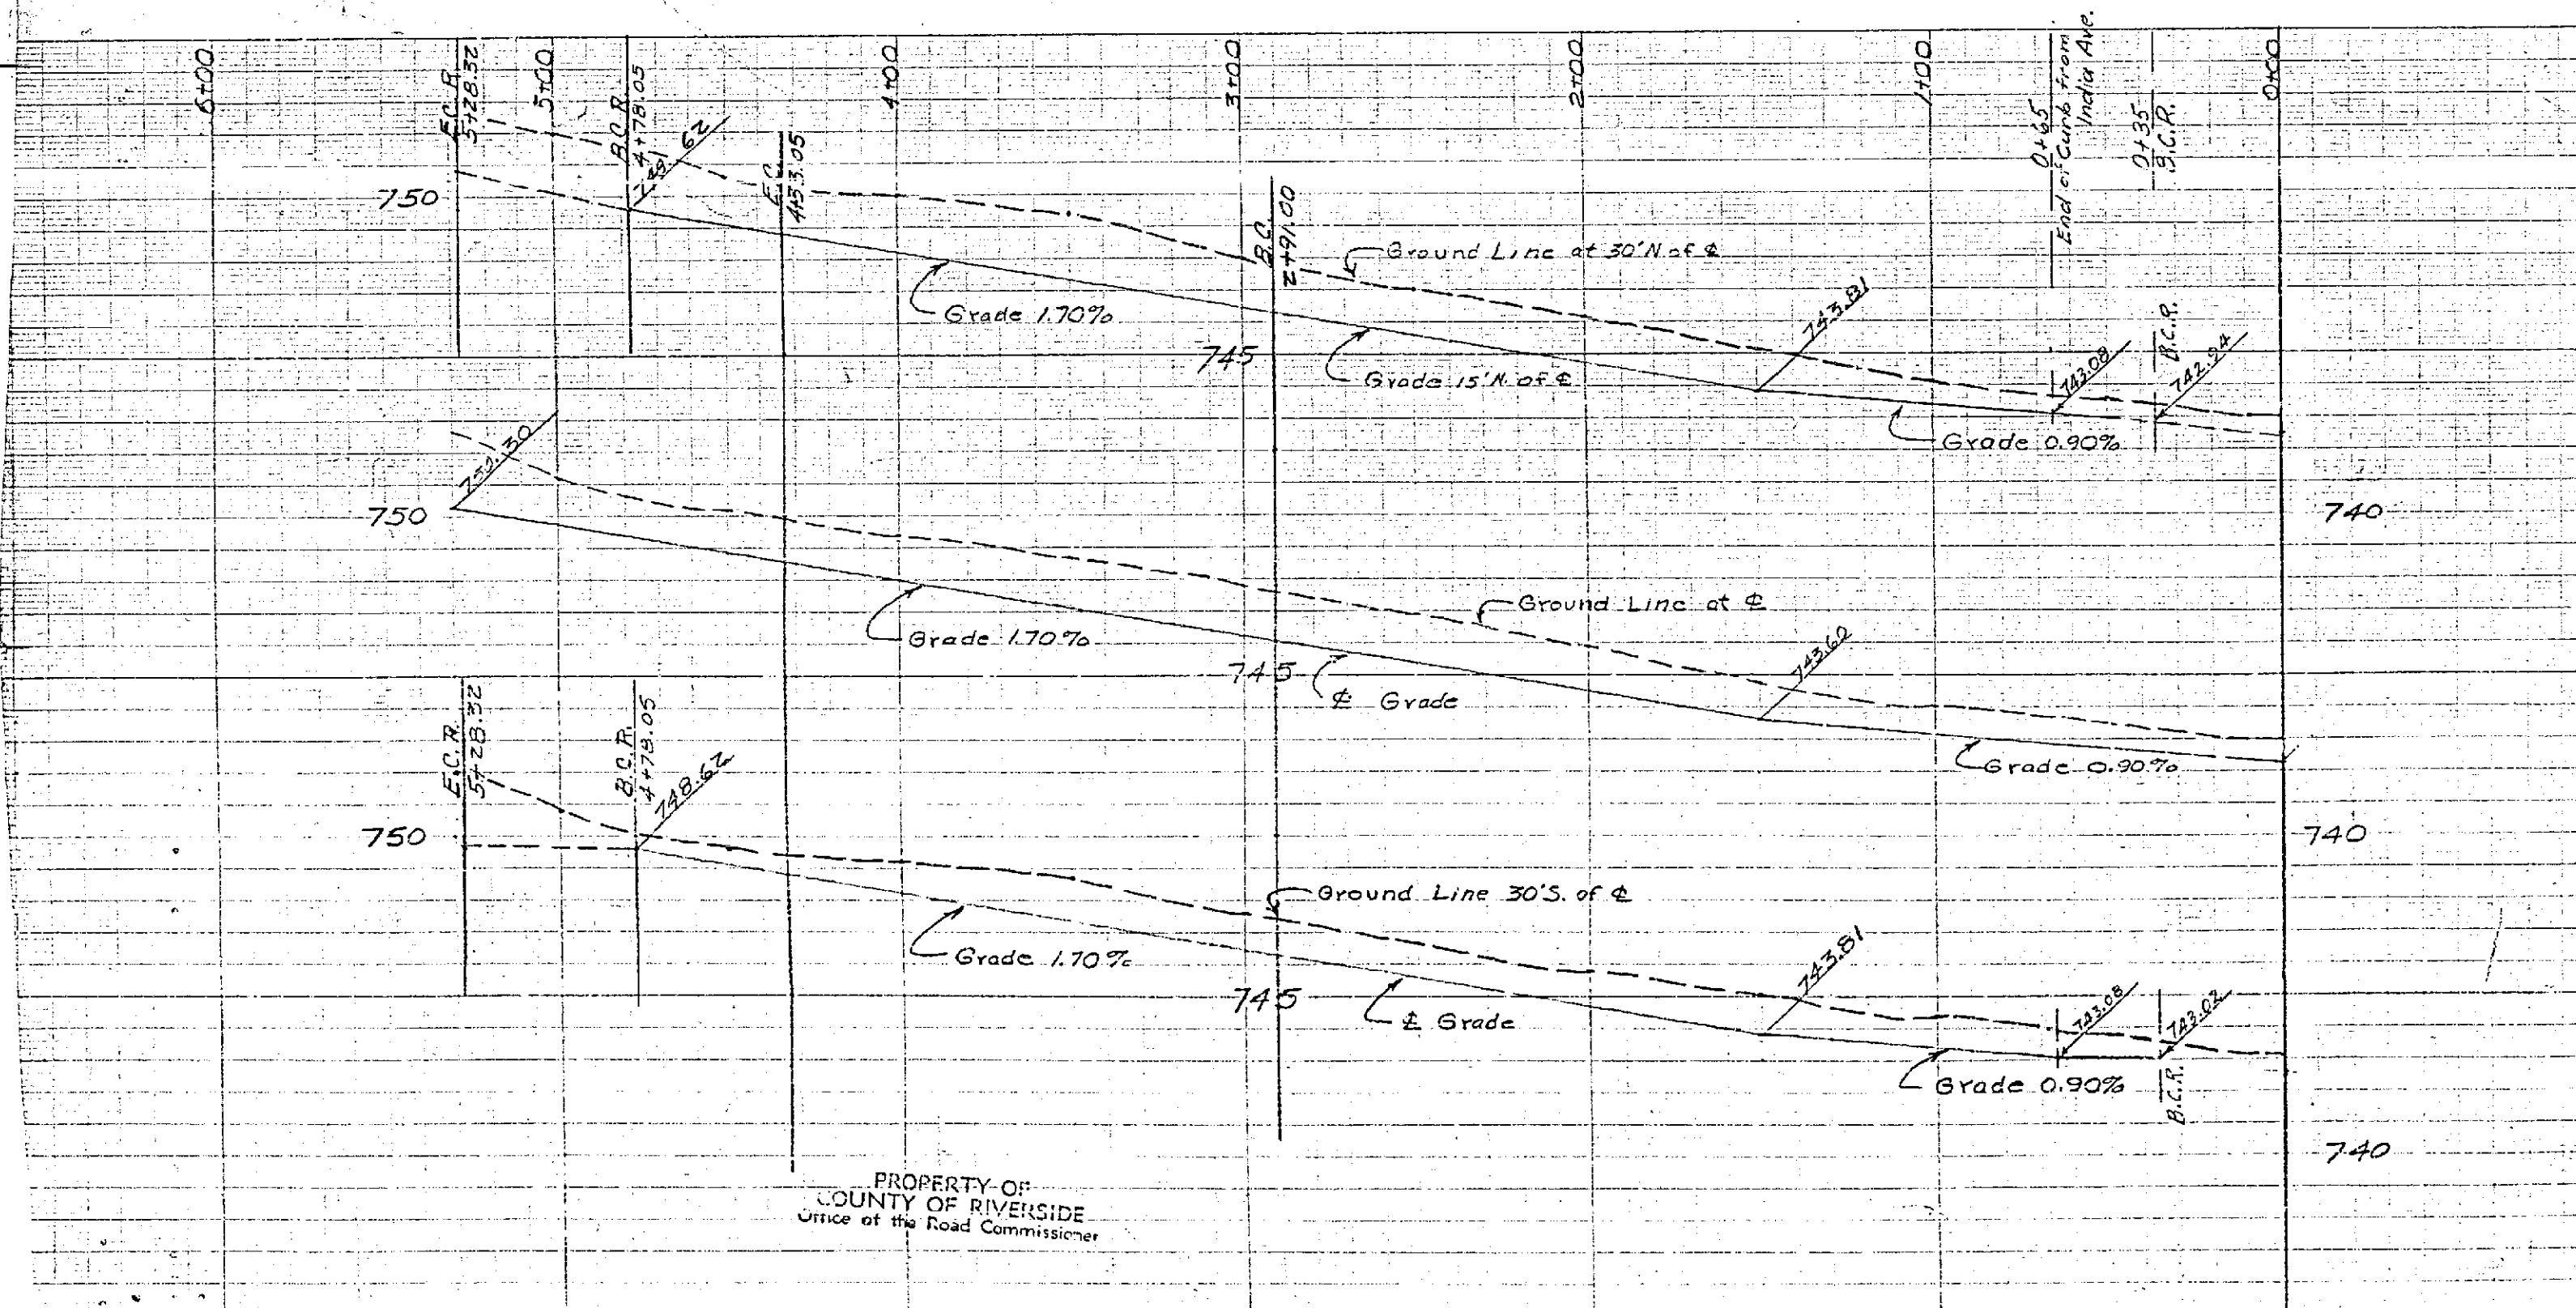 6+00
E.C.R.
5+28.32
5+00
B.C.R.
4+78.05
E.C.
4+33.05
4+00
3+00
B.C.
2+91.00
2+00
1+00
0+65
End of Curb from
India Ave.
0+35
B.C.R.
0+00
750
Ground Line at 30'N of ℄
Grade 1.70%
743.81
745
Grade 15'N. of ℄
743.08
B.C.R.
742.94
Grade 0.90%
750.30
750
740
Ground Line at ℄
Grade 1.70%
743.60
745
℄ Grade
Grade 0.90%
E.C.R.
5+28.32
B.C.R.
4+78.05
748.62
750
740
Ground Line 30'S. of ℄
Grade 1.70%
743.81
745
℄ Grade
743.08
743.02
Grade 0.90%
B.C.R.
740
PROPERTY OF
COUNTY OF RIVERSIDE
Office of the Road Commissioner